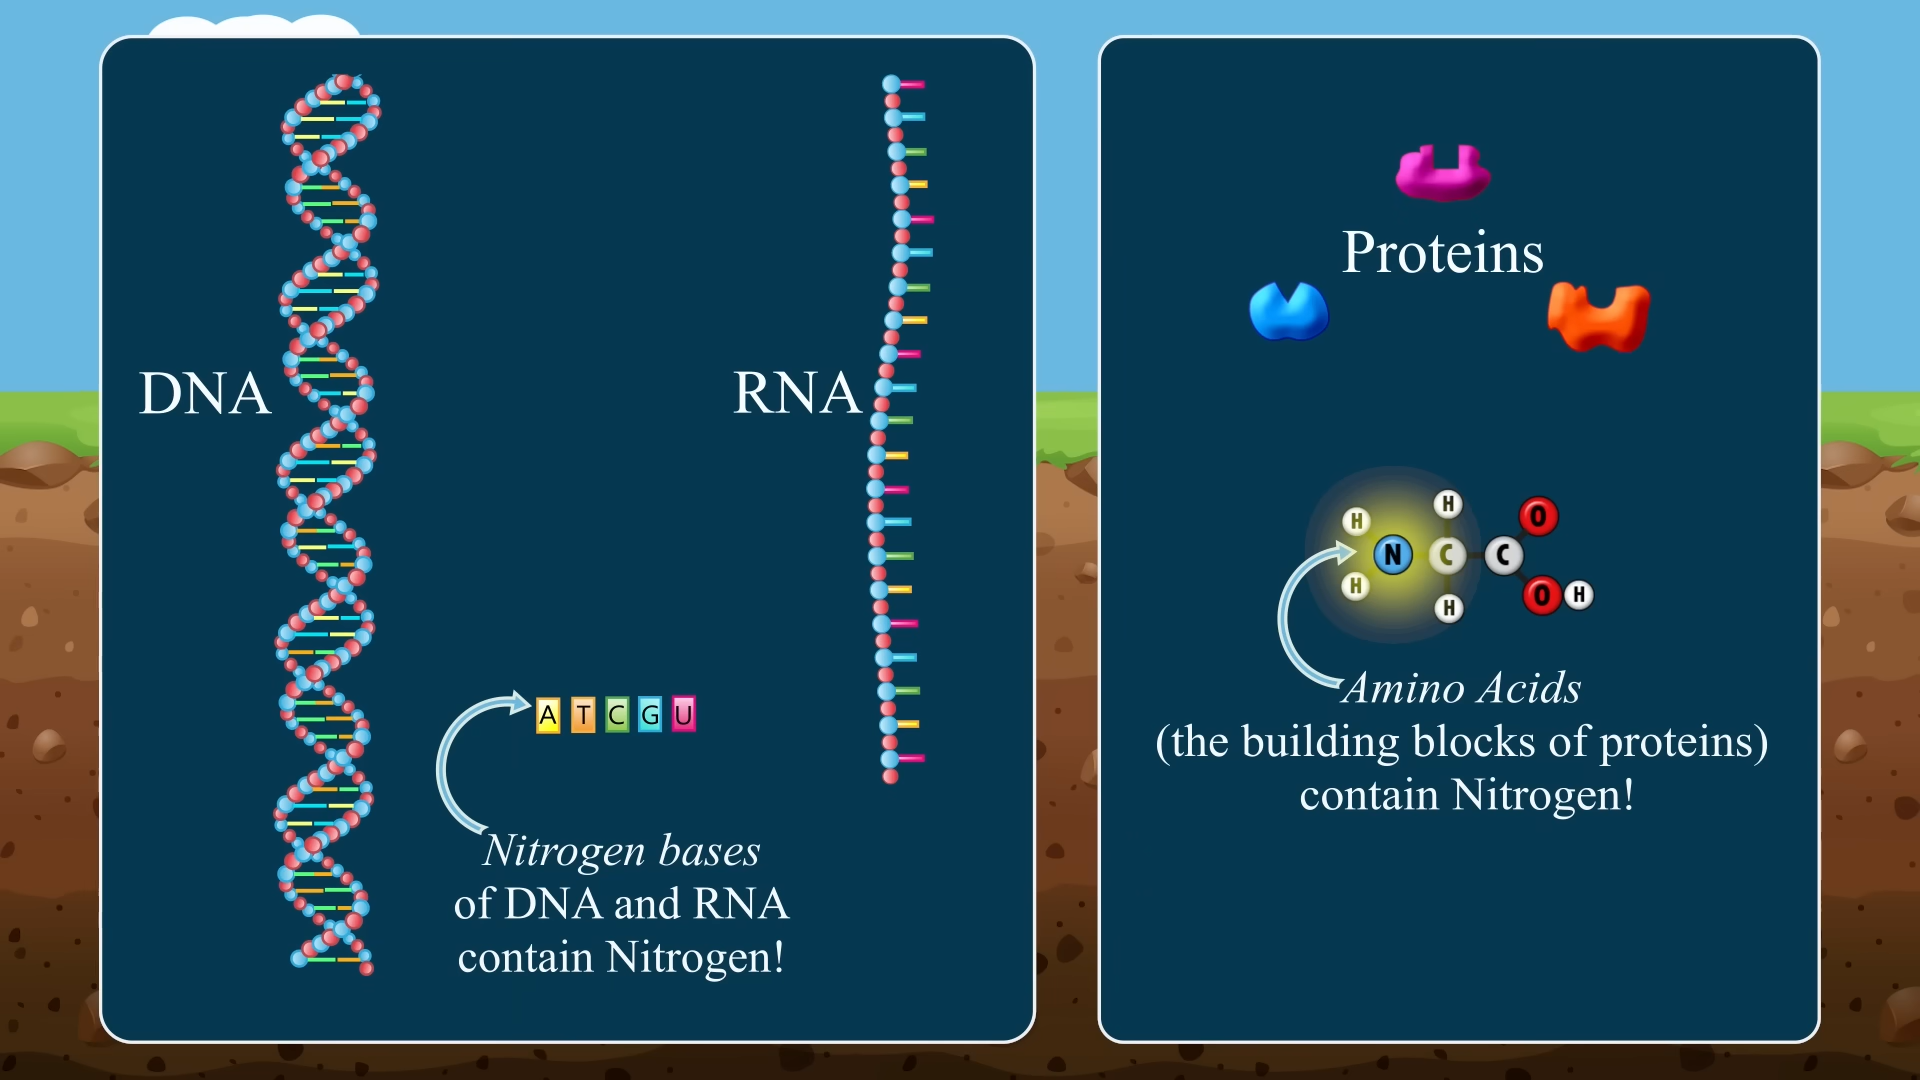 DNA
RNA
A T C G U
Nitrogen bases
of DNA and RNA
contain Nitrogen!
Proteins
H
H
O
N
C
C
H
H
O
H
Amino Acids
(the building blocks of proteins)
contain Nitrogen!